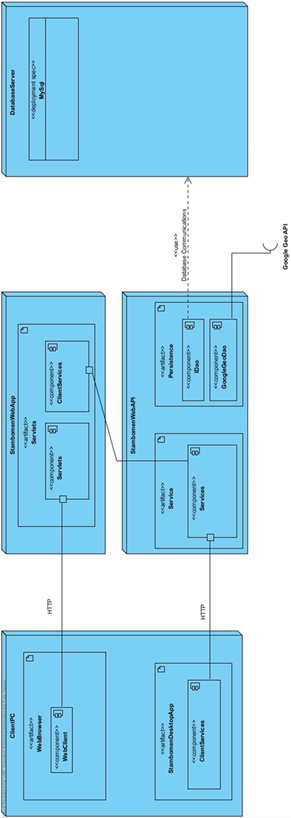 ClientPC
<<artifact>>
WebBrowser
<<component>>
WebClient
<<artifact>>
StambomenDesktopApp
<<component>>
ClientServices
HTTP
HTTP
StambomenWebApp
<<artifact>>
Servlets
<<component>>
Servlets
<<component>>
ClientServices
StambomenWebAPI
<<artifact>>
Service
<<component>>
Services
<<artifact>>
Persistence
<<component>>
IDao
<<component>>
GoogleGeoDao
<<use>>
Database Communications
Google Geo API
DatabaseServer
<<deployment spec>>
MySql